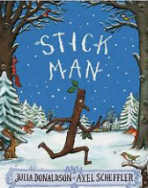 STICK
MAN
JULIA DONALDSON • AXEL SCHEFFLER